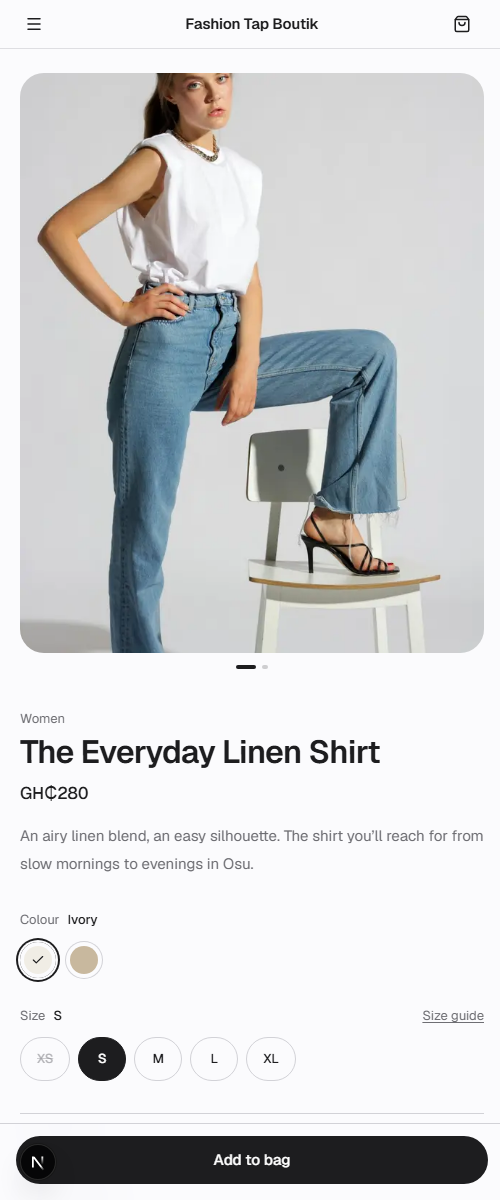 Fashion Tap Boutik
Women
The Everyday Linen Shirt
GH₵280
An airy linen blend, an easy silhouette. The shirt you’ll reach for from
slow mornings to evenings in Osu.
Colour Ivory
Size S
Size guide
XS S M L XL
N
Add to bag